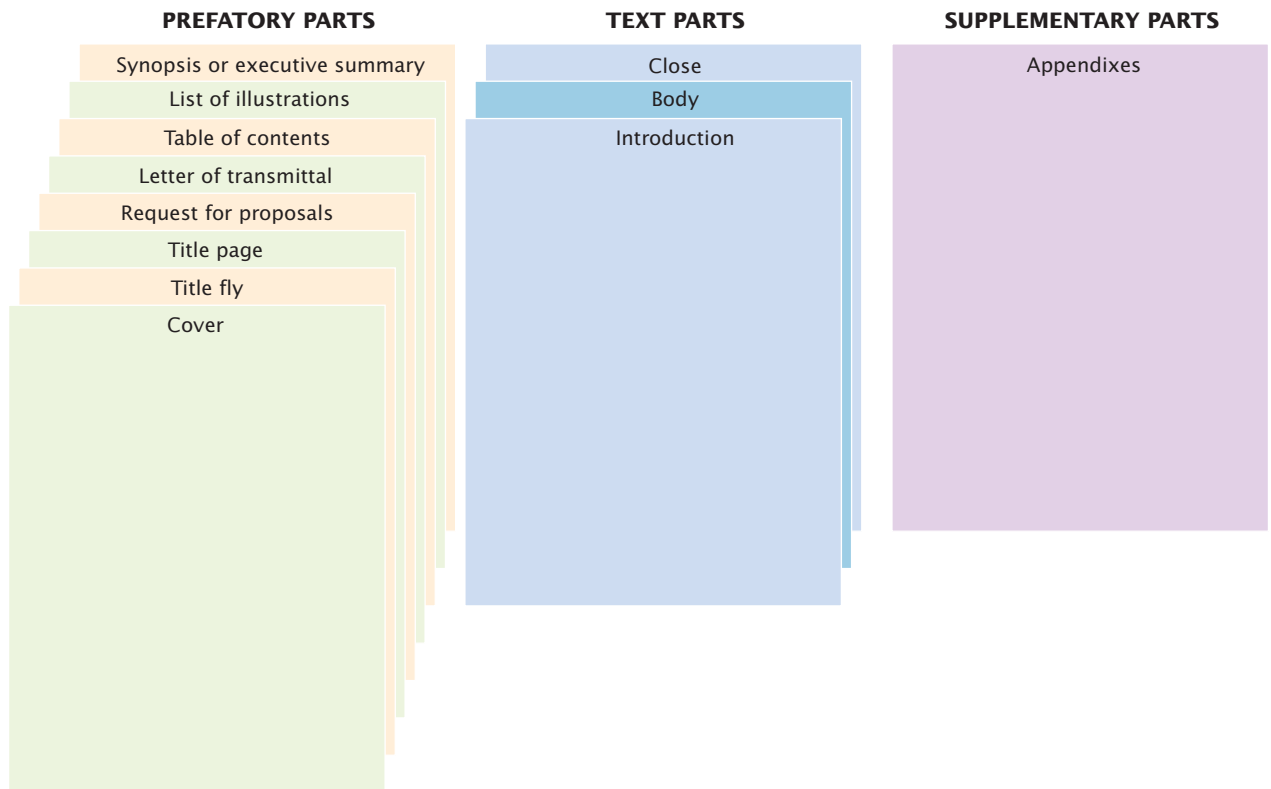 PREFATORY PARTS
Synopsis or executive summary
List of illustrations
Table of contents
Letter of transmittal
Request for proposals
Title page
Title fly
Cover
TEXT PARTS
Close
Body
Introduction
SUPPLEMENTARY PARTS
Appendixes